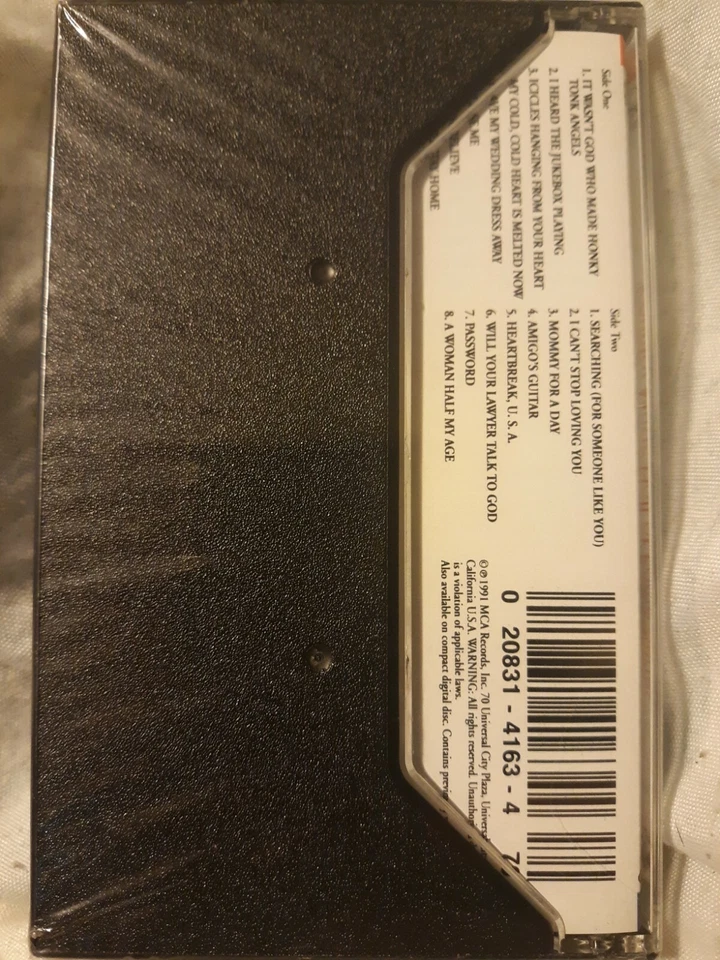 Side One
1. IT WASN'T GOD WHO MADE HONKY
TONK ANGELS
2. I HEARD THE JUKEBOX PLAYING
3. ICICLES HANGING FROM YOUR HEART
MY COLD, COLD HEART IS MELTED NOW
MY WEDDING DRESS AWAY
ME
HOME
Side Two
1. SEARCHING (FOR SOMEONE LIKE YOU)
2. I CAN'T STOP LOVING YOU
3. MOMMY FOR A DAY
4. AMIGO'S GUITAR
5. HEARTBREAK, U. S. A.
6. WILL YOUR LAWYER TALK TO GOD
7. PASSWORD
8. A WOMAN HALF MY AGE
0 20831 - 4163 - 4
©℗1991 MCA Records, Inc. 70 Universal City Plaza,
California U.S.A. WARNING: All rights reserved.
is a violation of applicable laws.
Also available on compact digital disc. Contains